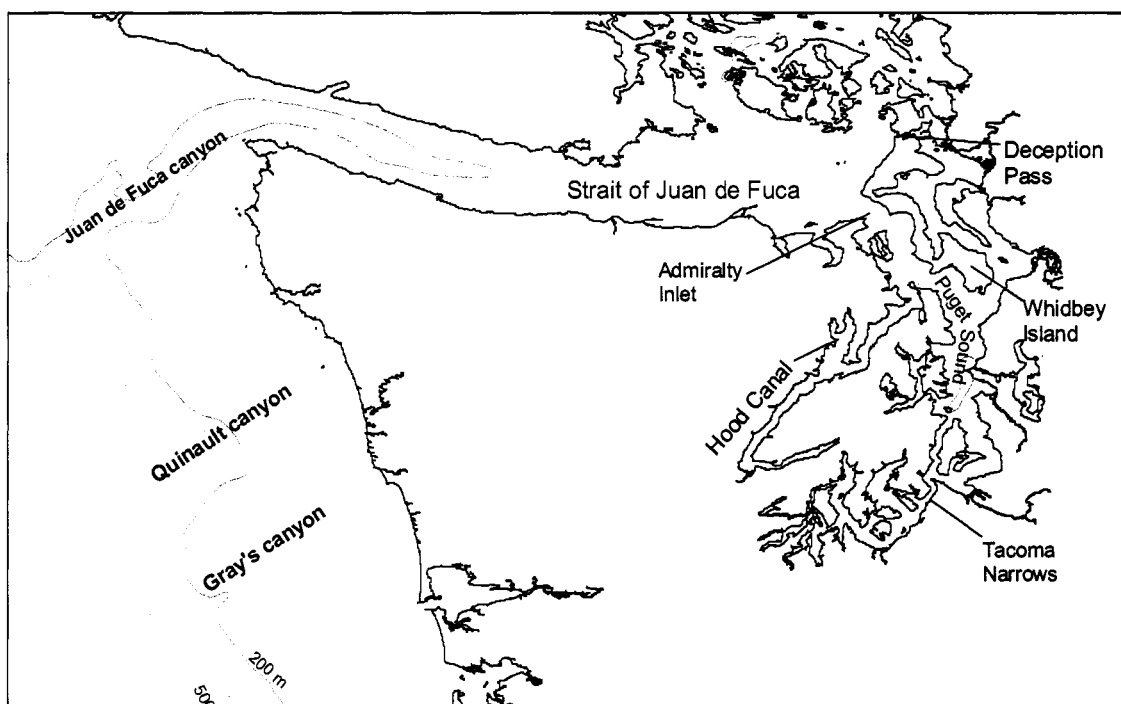 Juan de Fuca canyon
Strait of Juan de Fuca
Deception
Pass
Admiralty
Inlet
Whidbey
Island
Puget Sound
Hood Canal
Quinault canyon
Gray's canyon
Tacoma
Narrows
200 m